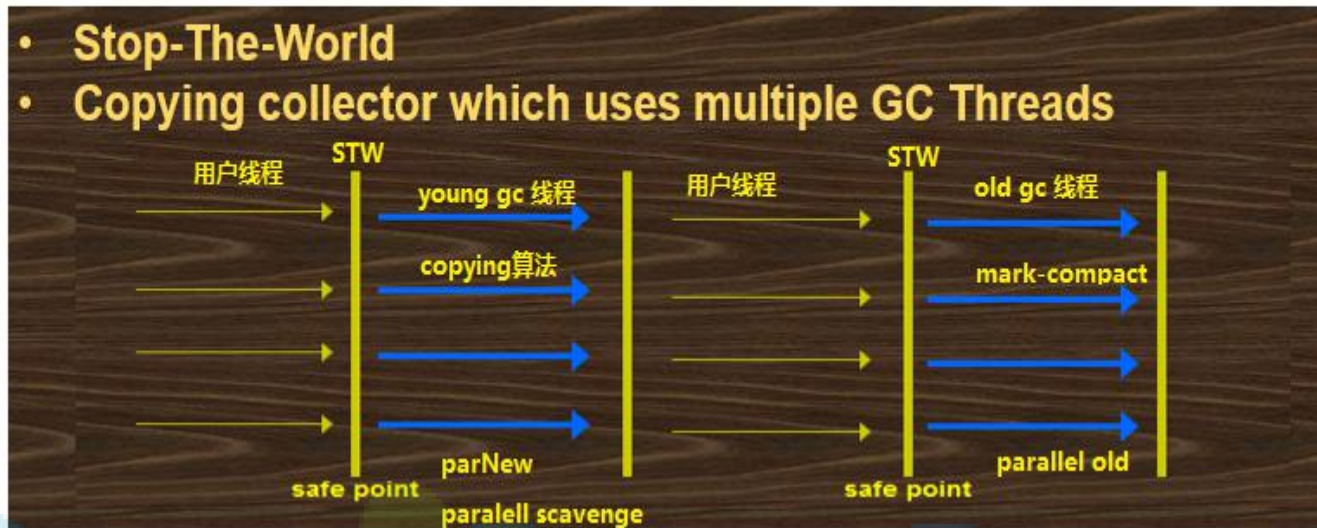 • Stop-The-World
• Copying collector which uses multiple GC Threads
STW
用户线程
young gc 线程
copying算法
parNew
safe point
paralell scavenge
STW
用户线程
old gc 线程
mark-compact
parallel old
safe point